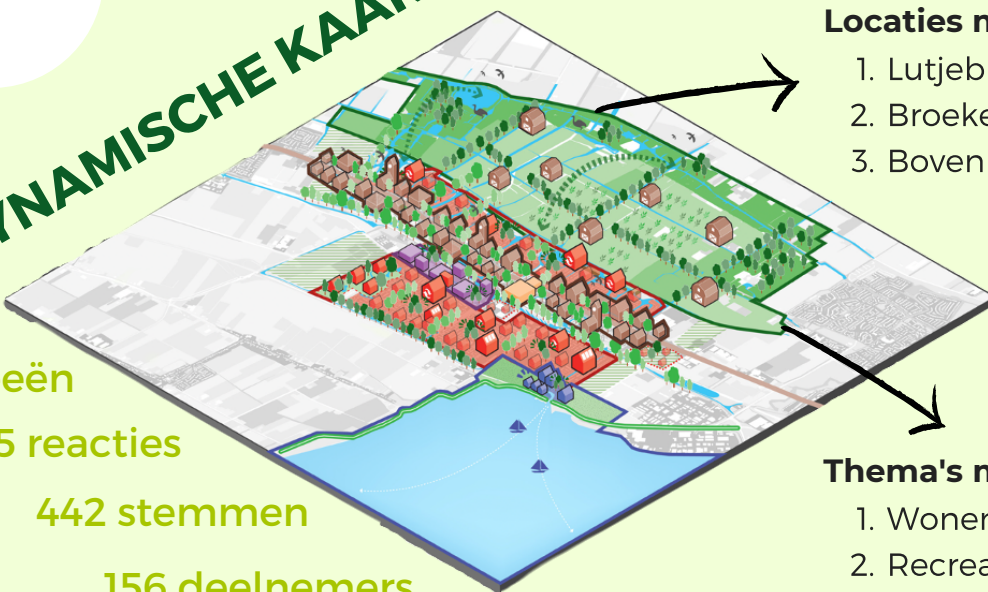 YNAMISCHE KAAR
Locaties m
1. Lutjeb
2. Broeke
3. Boven
eën
5 reacties
442 stemmen
156 deelnemers
Thema's m
1. Wonen
2. Recrea